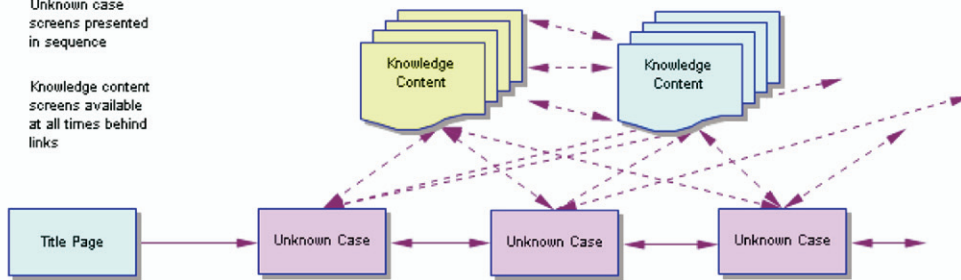 Unknown case
screens presented
in sequence
Knowledge content
screens available
at all times behind
links
Knowledge
Content
Knowledge
Content
Title Page
Unknown Case
Unknown Case
Unknown Case